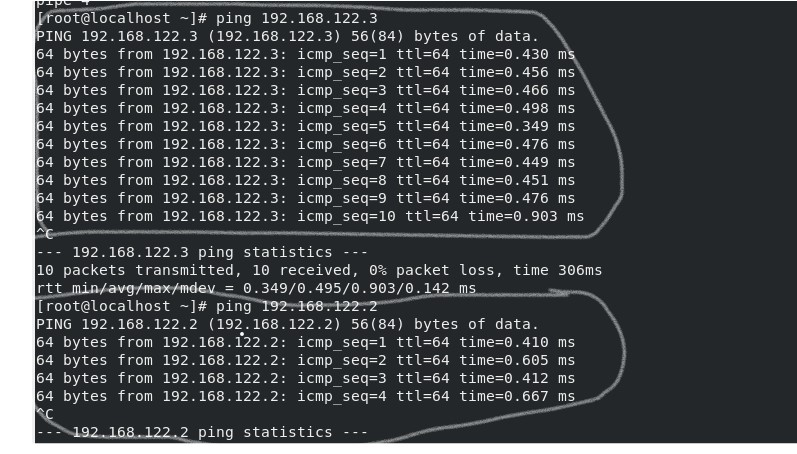 pipe 4
[root@localhost ~]# ping 192.168.122.3
PING 192.168.122.3 (192.168.122.3) 56(84) bytes of data.
64 bytes from 192.168.122.3: icmp_seq=1 ttl=64 time=0.430 ms
64 bytes from 192.168.122.3: icmp_seq=2 ttl=64 time=0.456 ms
64 bytes from 192.168.122.3: icmp_seq=3 ttl=64 time=0.466 ms
64 bytes from 192.168.122.3: icmp_seq=4 ttl=64 time=0.498 ms
64 bytes from 192.168.122.3: icmp_seq=5 ttl=64 time=0.349 ms
64 bytes from 192.168.122.3: icmp_seq=6 ttl=64 time=0.476 ms
64 bytes from 192.168.122.3: icmp_seq=7 ttl=64 time=0.449 ms
64 bytes from 192.168.122.3: icmp_seq=8 ttl=64 time=0.451 ms
64 bytes from 192.168.122.3: icmp_seq=9 ttl=64 time=0.476 ms
64 bytes from 192.168.122.3: icmp_seq=10 ttl=64 time=0.903 ms
^C
--- 192.168.122.3 ping statistics ---
10 packets transmitted, 10 received, 0% packet loss, time 306ms
rtt min/avg/max/mdev = 0.349/0.495/0.903/0.142 ms
[root@localhost ~]# ping 192.168.122.2
PING 192.168.122.2 (192.168.122.2) 56(84) bytes of data.
64 bytes from 192.168.122.2: icmp_seq=1 ttl=64 time=0.410 ms
64 bytes from 192.168.122.2: icmp_seq=2 ttl=64 time=0.605 ms
64 bytes from 192.168.122.2: icmp_seq=3 ttl=64 time=0.412 ms
64 bytes from 192.168.122.2: icmp_seq=4 ttl=64 time=0.667 ms
^C
--- 192.168.122.2 ping statistics ---